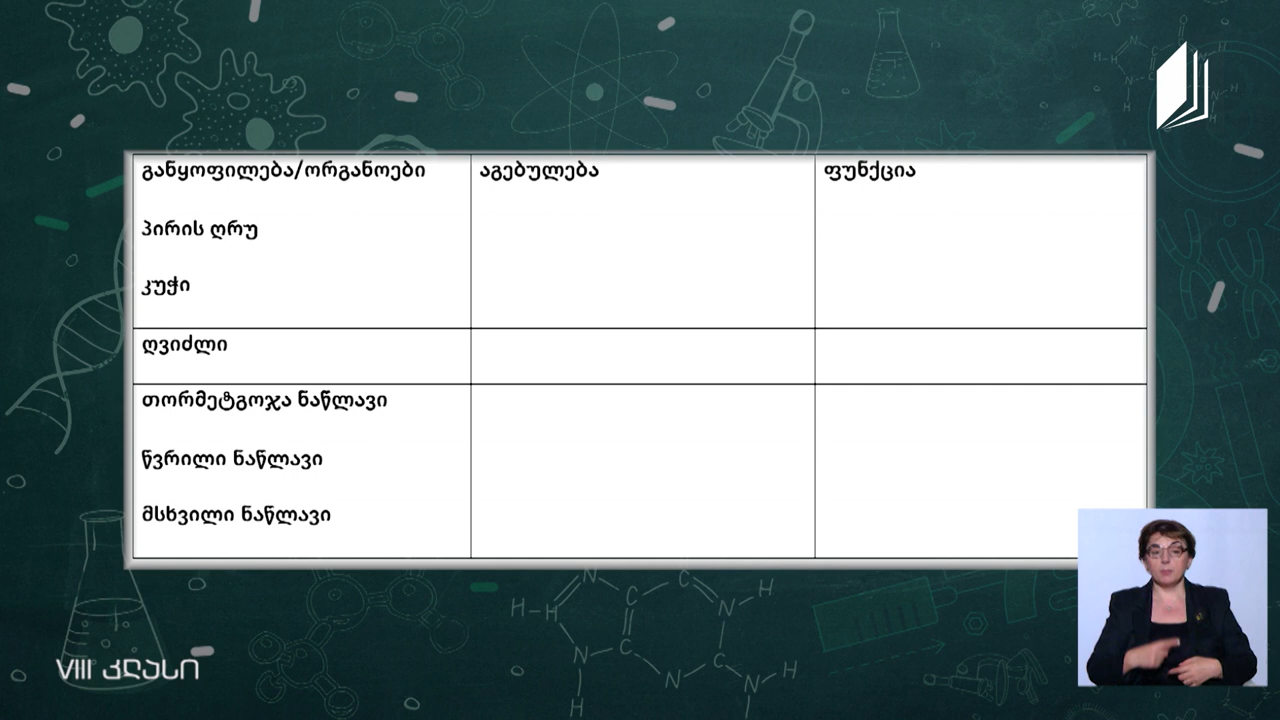 განყოფილება/ორგანოები აგებულება ფუნქცია
პირის ღრუ
კუჭი
ღვიძლი
თორმეტგოჯა ნაწლავი
წვრილი ნაწლავი
მსხვილი ნაწლავი
VIII კლასი